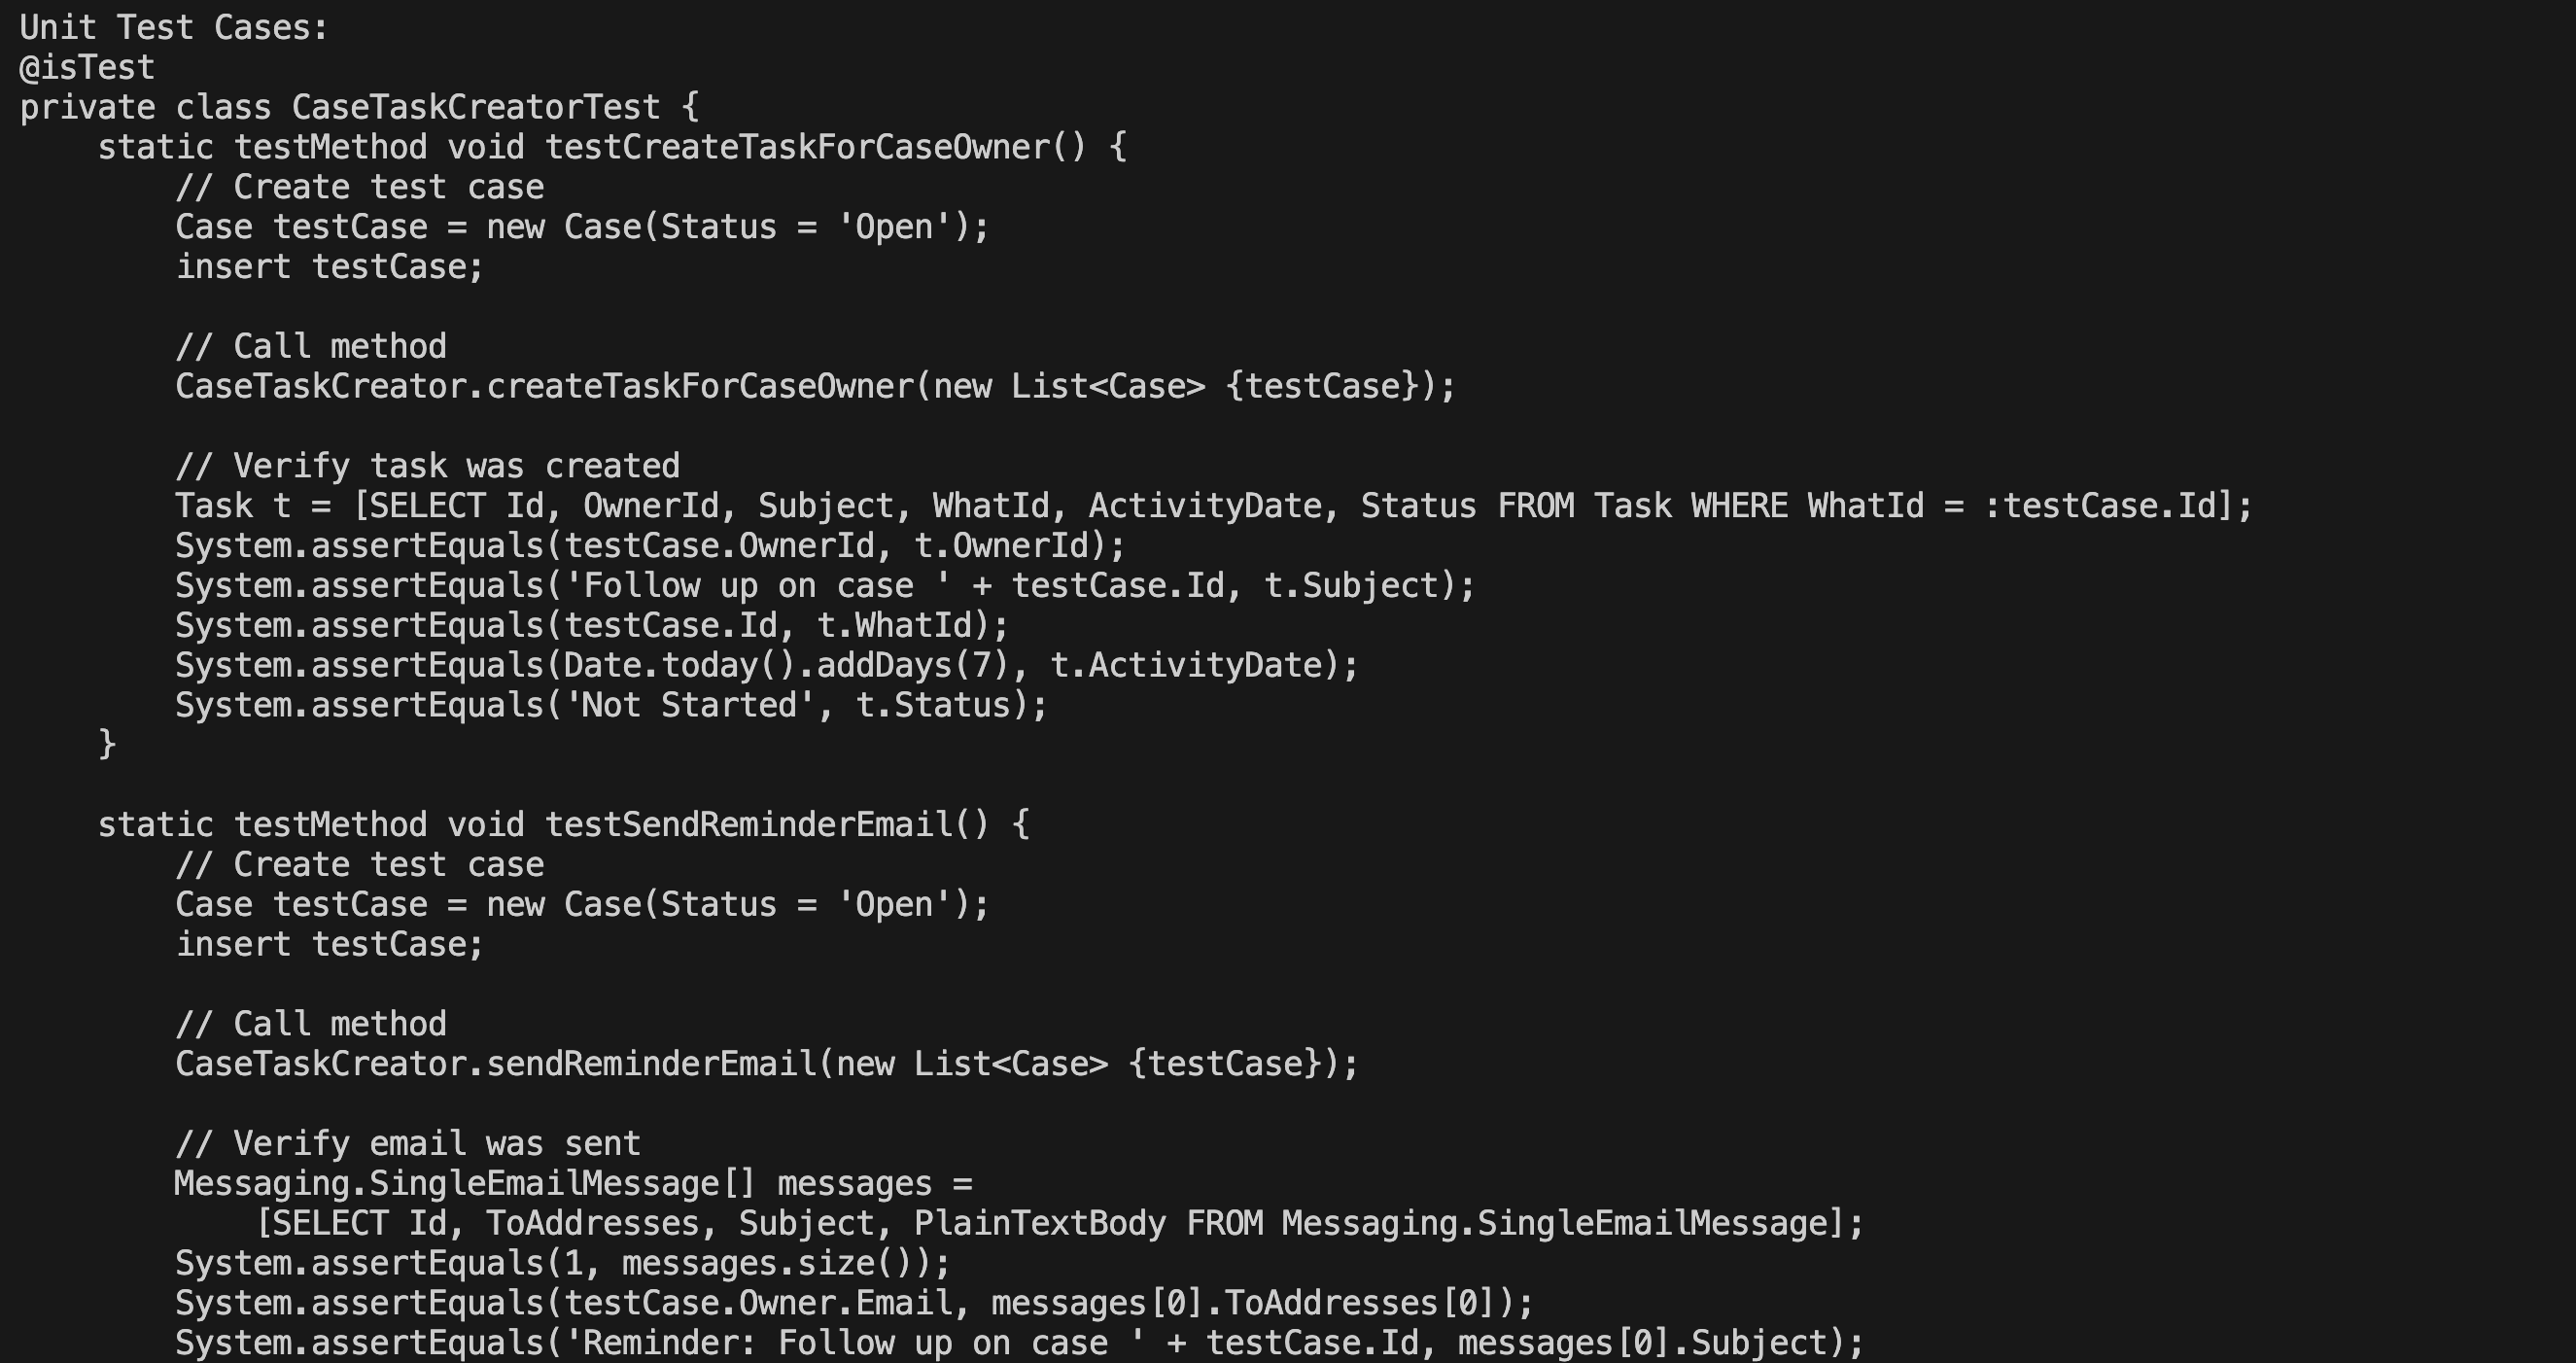 Unit Test Cases:
@isTest
private class CaseTaskCreatorTest {
    static testMethod void testCreateTaskForCaseOwner() {
        // Create test case
        Case testCase = new Case(Status = 'Open');
        insert testCase;

        // Call method
        CaseTaskCreator.createTaskForCaseOwner(new List<Case> {testCase});

        // Verify task was created
        Task t = [SELECT Id, OwnerId, Subject, WhatId, ActivityDate, Status FROM Task WHERE WhatId = :testCase.Id];
        System.assertEquals(testCase.OwnerId, t.OwnerId);
        System.assertEquals('Follow up on case ' + testCase.Id, t.Subject);
        System.assertEquals(testCase.Id, t.WhatId);
        System.assertEquals(Date.today().addDays(7), t.ActivityDate);
        System.assertEquals('Not Started', t.Status);
    }

    static testMethod void testSendReminderEmail() {
        // Create test case
        Case testCase = new Case(Status = 'Open');
        insert testCase;

        // Call method
        CaseTaskCreator.sendReminderEmail(new List<Case> {testCase});

        // Verify email was sent
        Messaging.SingleEmailMessage[] messages =
            [SELECT Id, ToAddresses, Subject, PlainTextBody FROM Messaging.SingleEmailMessage];
        System.assertEquals(1, messages.size());
        System.assertEquals(testCase.Owner.Email, messages[0].ToAddresses[0]);
        System.assertEquals('Reminder: Follow up on case ' + testCase.Id, messages[0].Subject);